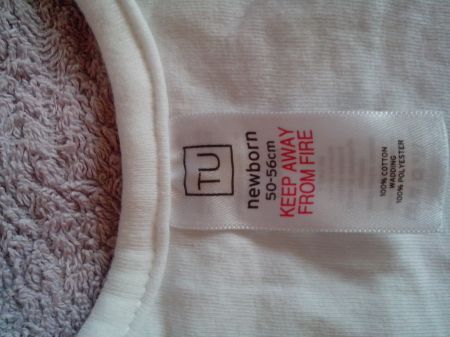 TU
newborn
50-56cm
KEEP AWAY
FROM FIRE
100% COTTON
WADDING
100% POLYESTER